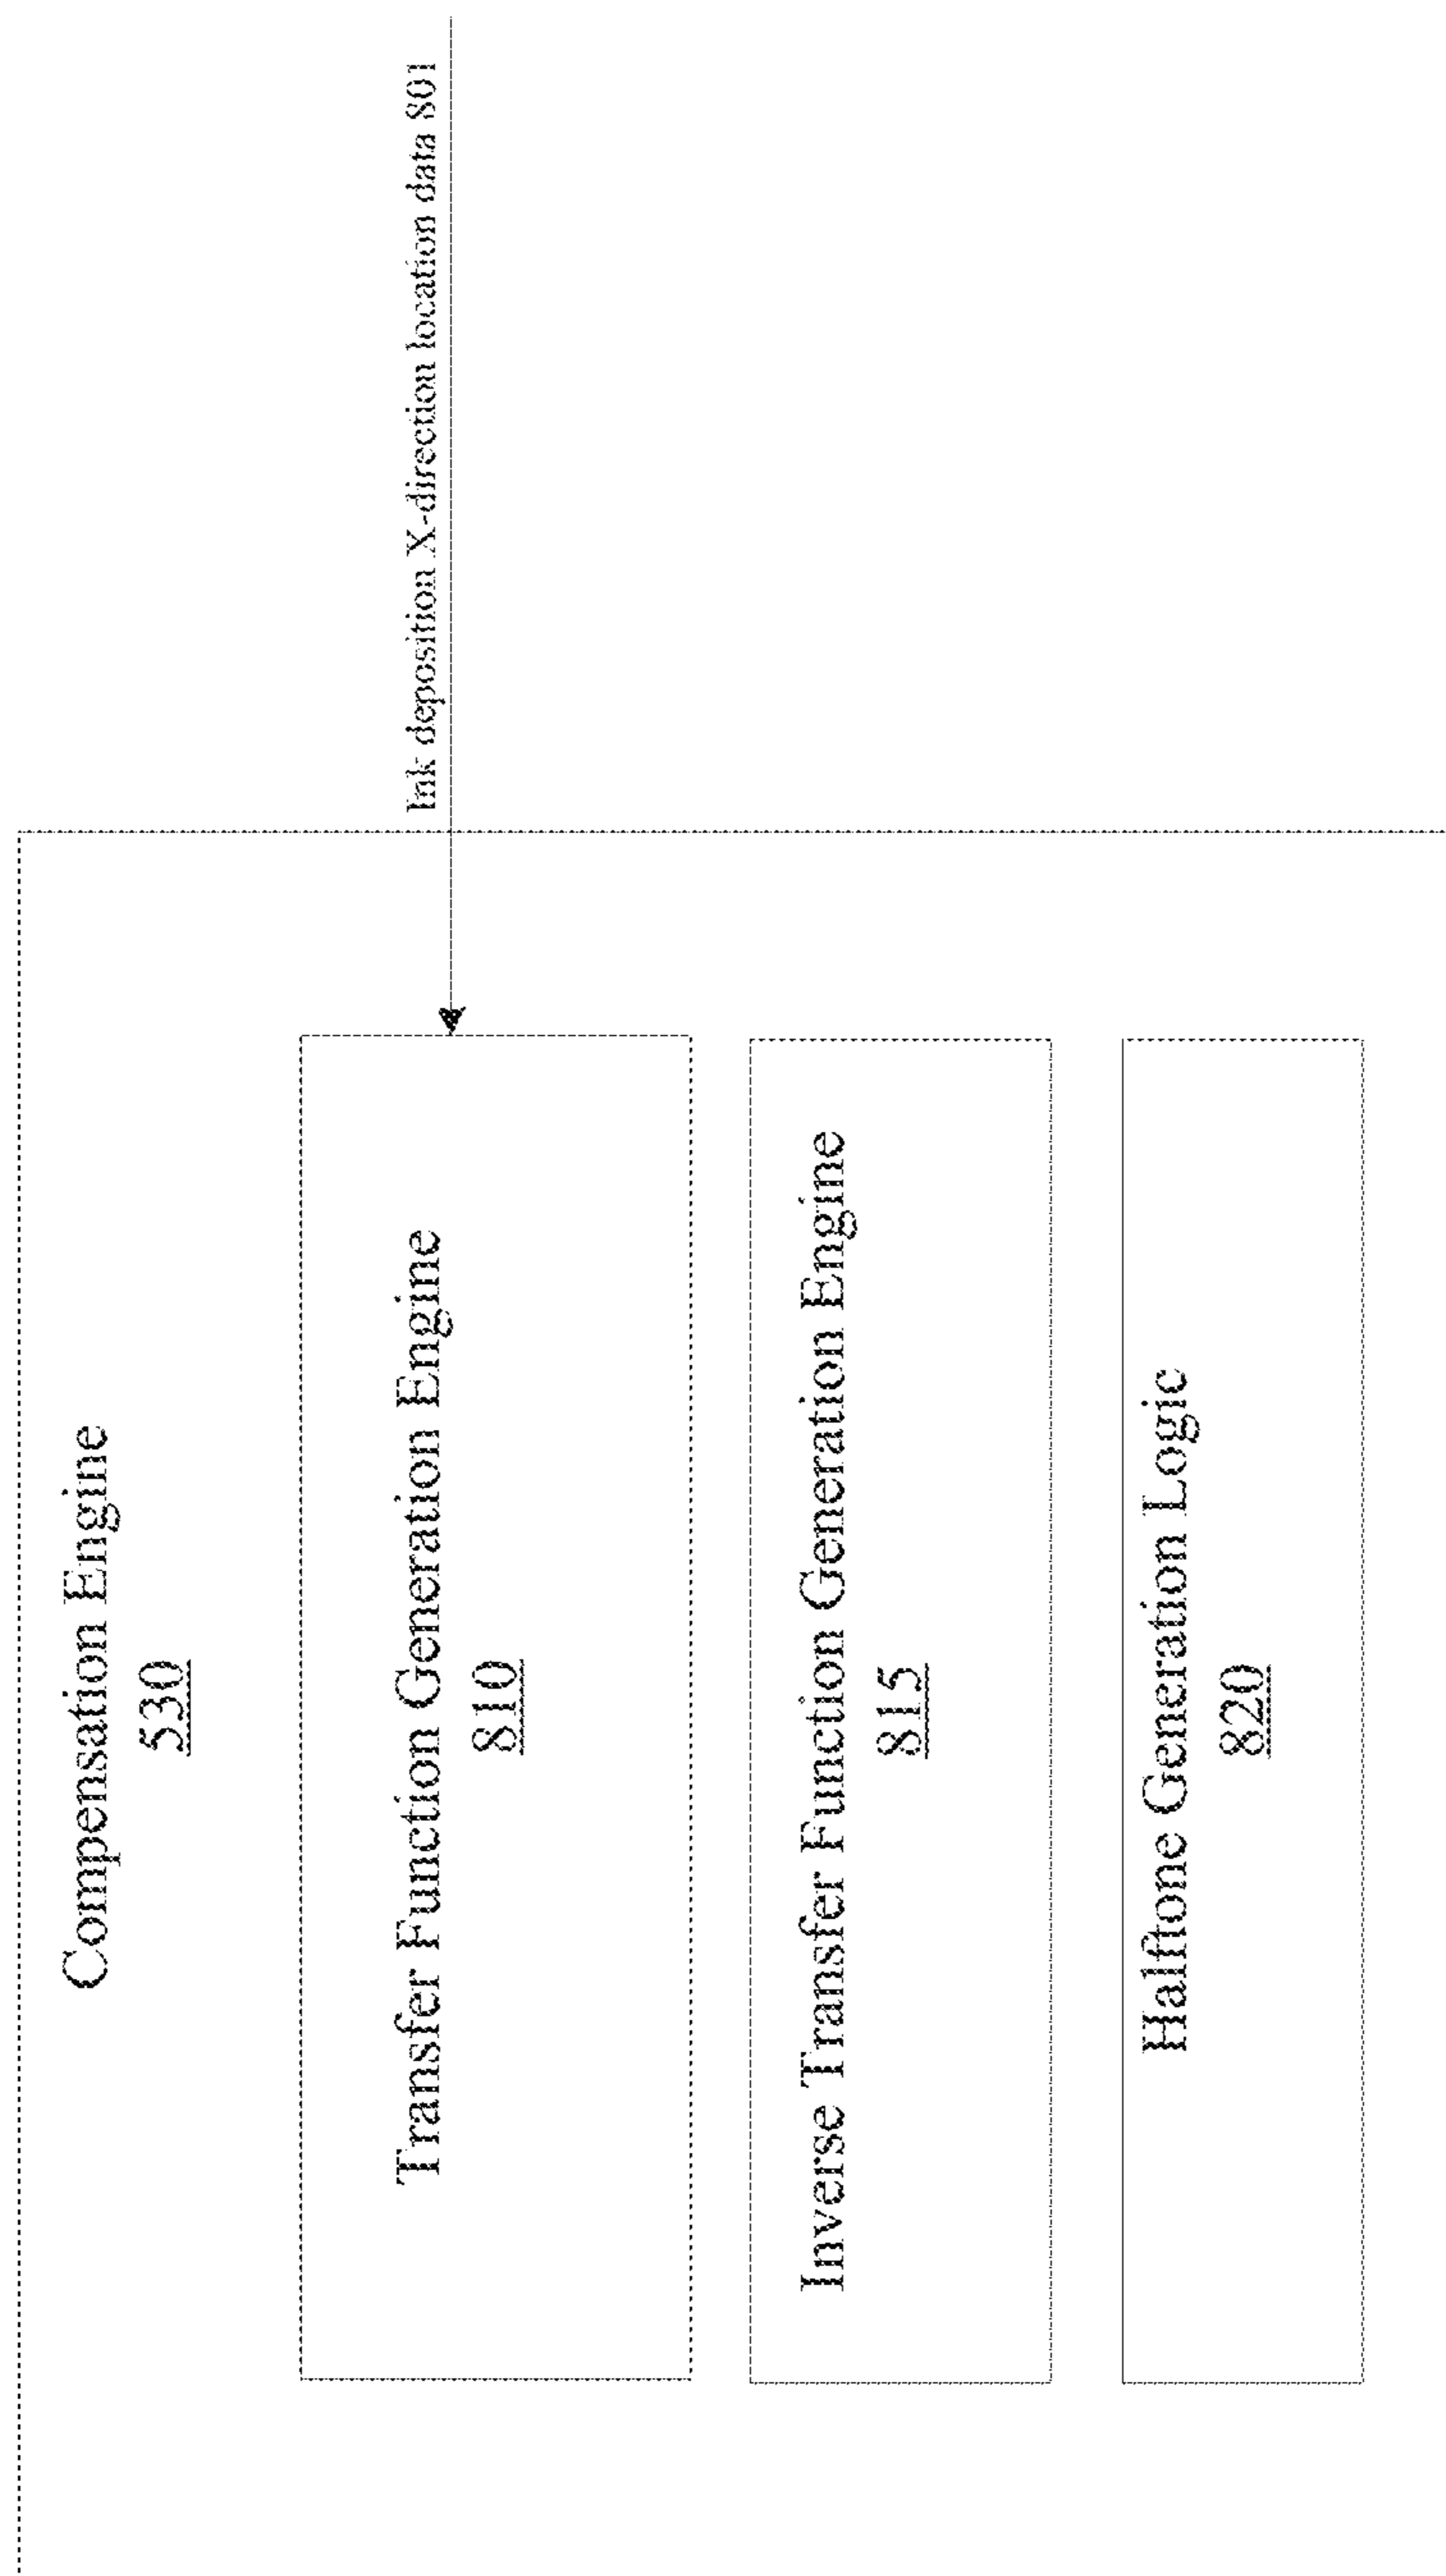 Compensation Engine
530
Ink deposition X-direction location data 801
Transfer Function Generation Engine
810
Inverse Transfer Function Generation Engine
815
Halftone Generation Logic
820